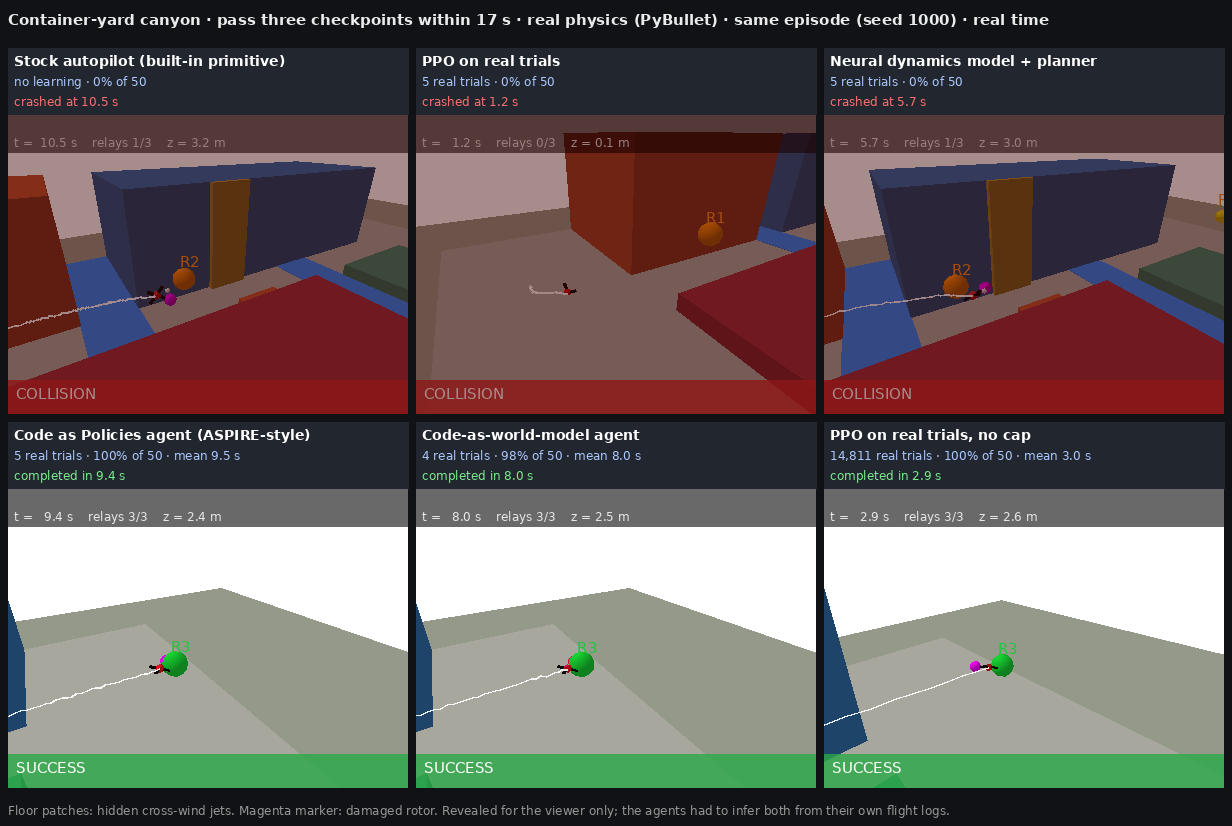 Container-yard canyon · pass three checkpoints within 17 s · real physics (PyBullet) · same episode (seed 1000) · real time
Stock autopilot (built-in primitive)
no learning · 0% of 50
crashed at 10.5 s
t = 10.5 s relays 1/3 z = 3.2 m
R2
COLLISION
PPO on real trials
5 real trials · 0% of 50
crashed at 1.2 s
t = 1.2 s relays 0/3 z = 0.1 m
R1
COLLISION
Neural dynamics model + planner
5 real trials · 0% of 50
crashed at 5.7 s
t = 5.7 s relays 1/3 z = 3.0 m
R2
COLLISION
Code as Policies agent (ASPIRE-style)
5 real trials · 100% of 50 · mean 9.5 s
completed in 9.4 s
t = 9.4 s relays 3/3 z = 2.4 m
R3
SUCCESS
Code-as-world-model agent
4 real trials · 98% of 50 · mean 8.0 s
completed in 8.0 s
t = 8.0 s relays 3/3 z = 2.5 m
R3
SUCCESS
PPO on real trials, no cap
14,811 real trials · 100% of 50 · mean 3.0 s
completed in 2.9 s
t = 2.9 s relays 3/3 z = 2.6 m
R3
SUCCESS
Floor patches: hidden cross-wind jets. Magenta marker: damaged rotor. Revealed for the viewer only; the agents had to infer both from their own flight logs.